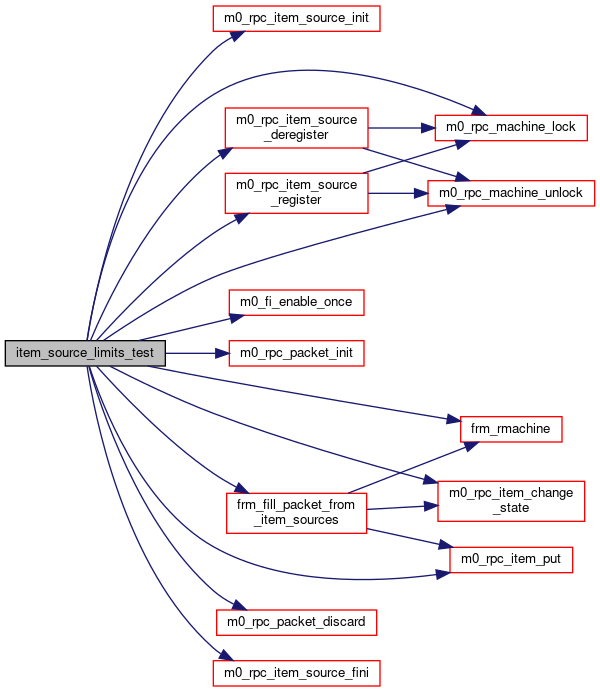 m0_rpc_item_source_init
m0_rpc_item_source
_deregister
m0_rpc_machine_lock
m0_rpc_item_source
_register
m0_rpc_machine_unlock
m0_fi_enable_once
item_source_limits_test
m0_rpc_packet_init
frm_rmachine
frm_fill_packet_from
_item_sources
m0_rpc_item_change
_state
m0_rpc_item_put
m0_rpc_packet_discard
m0_rpc_item_source_fini